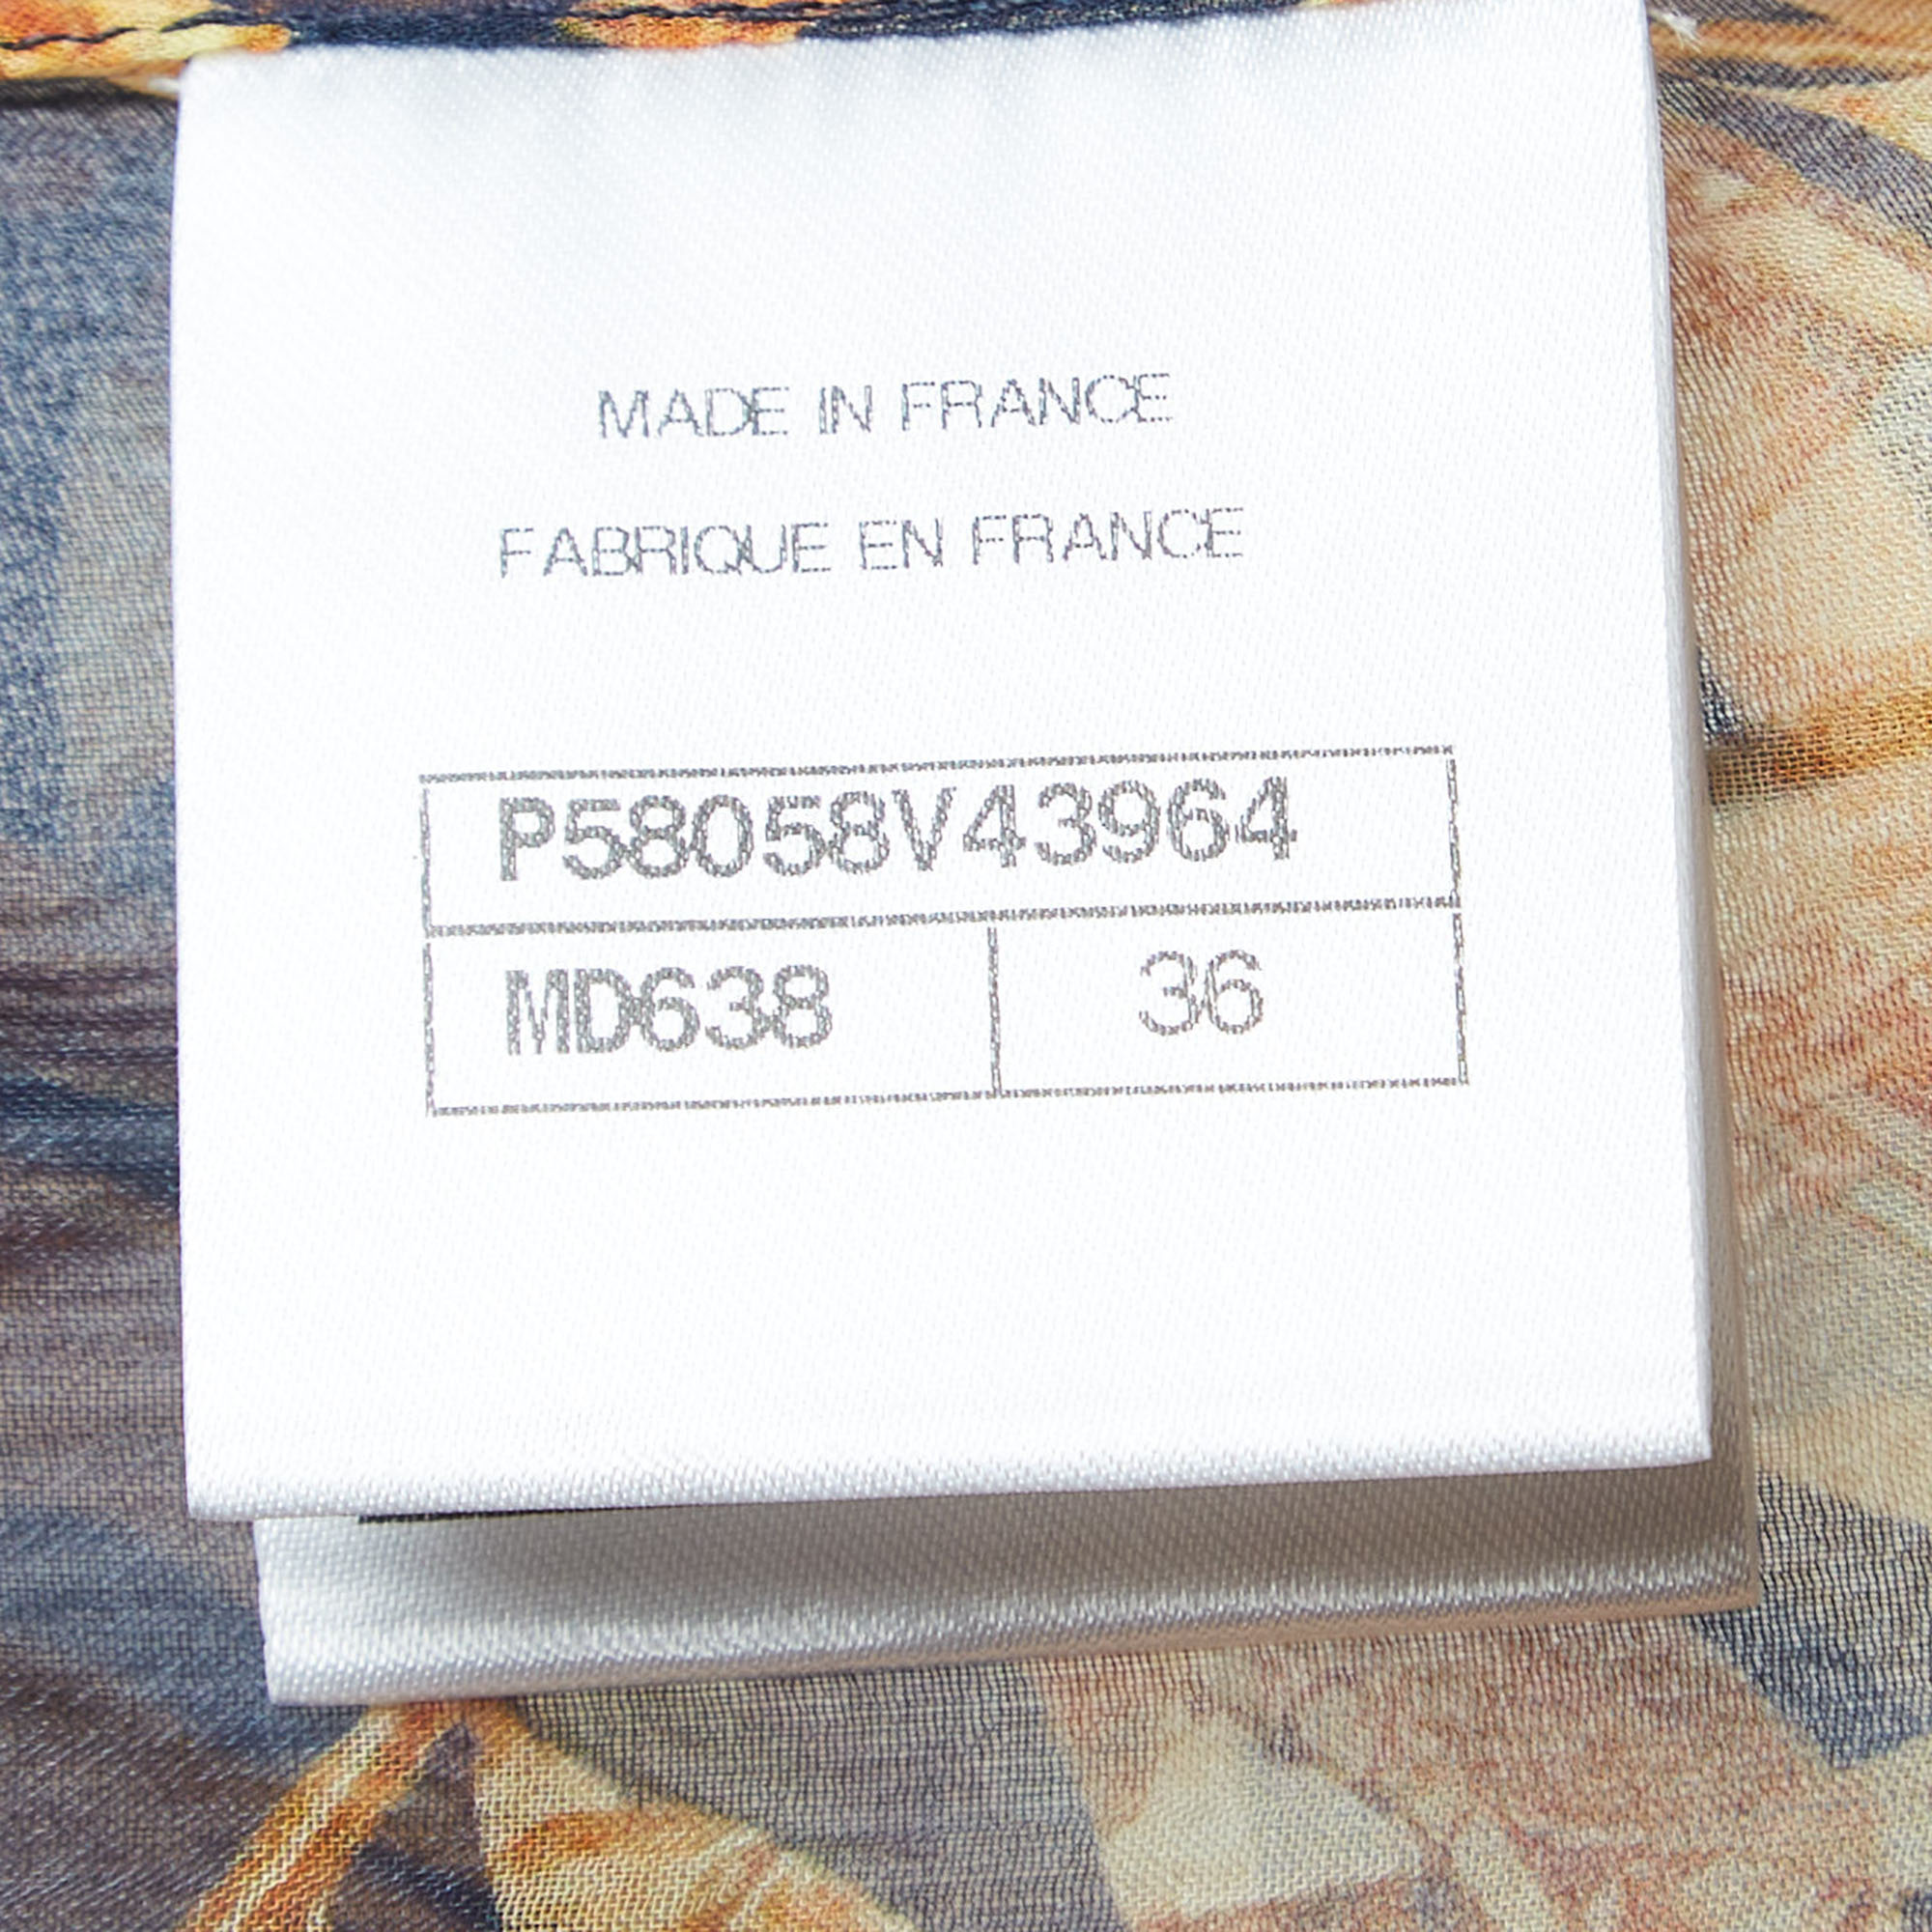 MADE IN FRANCE
FABRIQUE EN FRANCE
P58058V43964
MD638 36